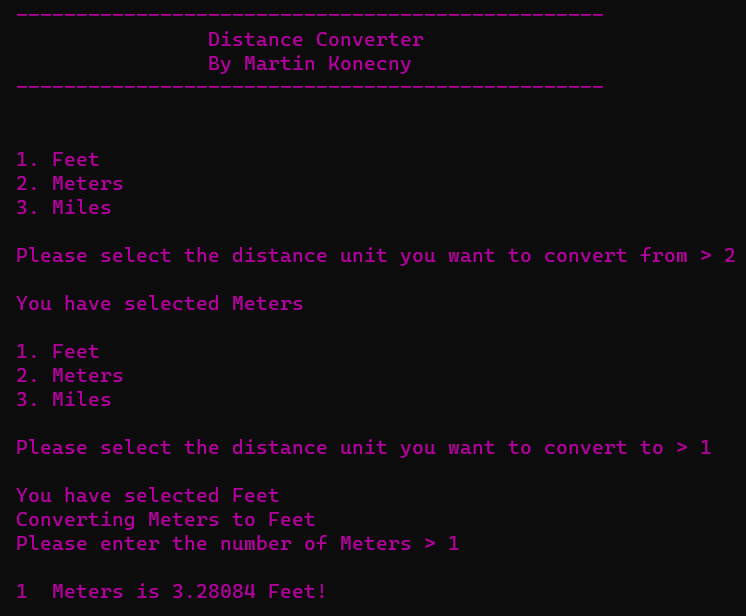 -------------------------------------------------
Distance Converter
By Martin Konecny
-------------------------------------------------
1. Feet
2. Meters
3. Miles
Please select the distance unit you want to convert from > 2
You have selected Meters
1. Feet
2. Meters
3. Miles
Please select the distance unit you want to convert to > 1
You have selected Feet
Converting Meters to Feet
Please enter the number of Meters > 1
1  Meters is 3.28084 Feet!